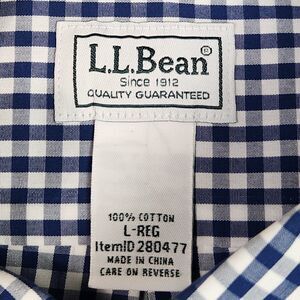 L.L.Bean®
Since 1912
QUALITY GUARANTEED
100% COTTON
L-REG
ItemID 280477
MADE IN CHINA
CARE ON REVERSE